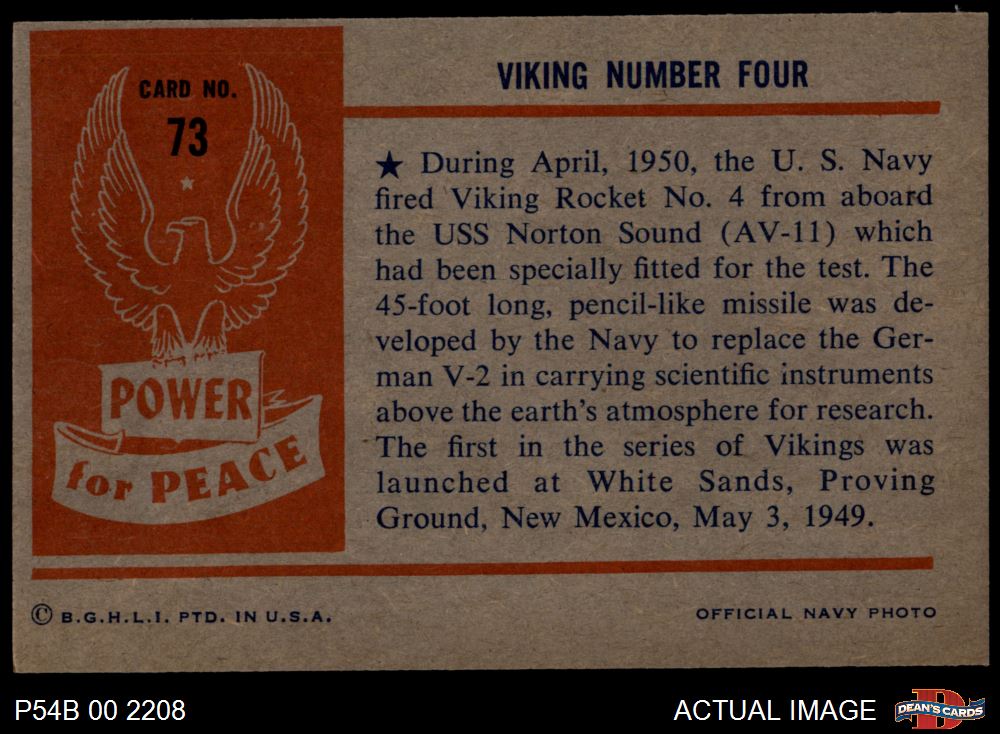 CARD NO.
73
POWER
for PEACE
VIKING NUMBER FOUR
★ During April, 1950, the U. S. Navy
fired Viking Rocket No. 4 from aboard
the USS Norton Sound (AV-11) which
had been specially fitted for the test. The
45-foot long, pencil-like missile was de-
veloped by the Navy to replace the Ger-
man V-2 in carrying scientific instruments
above the earth's atmosphere for research.
The first in the series of Vikings was
launched at White Sands, Proving
Ground, New Mexico, May 3, 1949.
© B.G.H.L.I. PTD. IN U.S.A.
OFFICIAL NAVY PHOTO
P54B 00 2208
ACTUAL IMAGE
DEAN'S CARDS